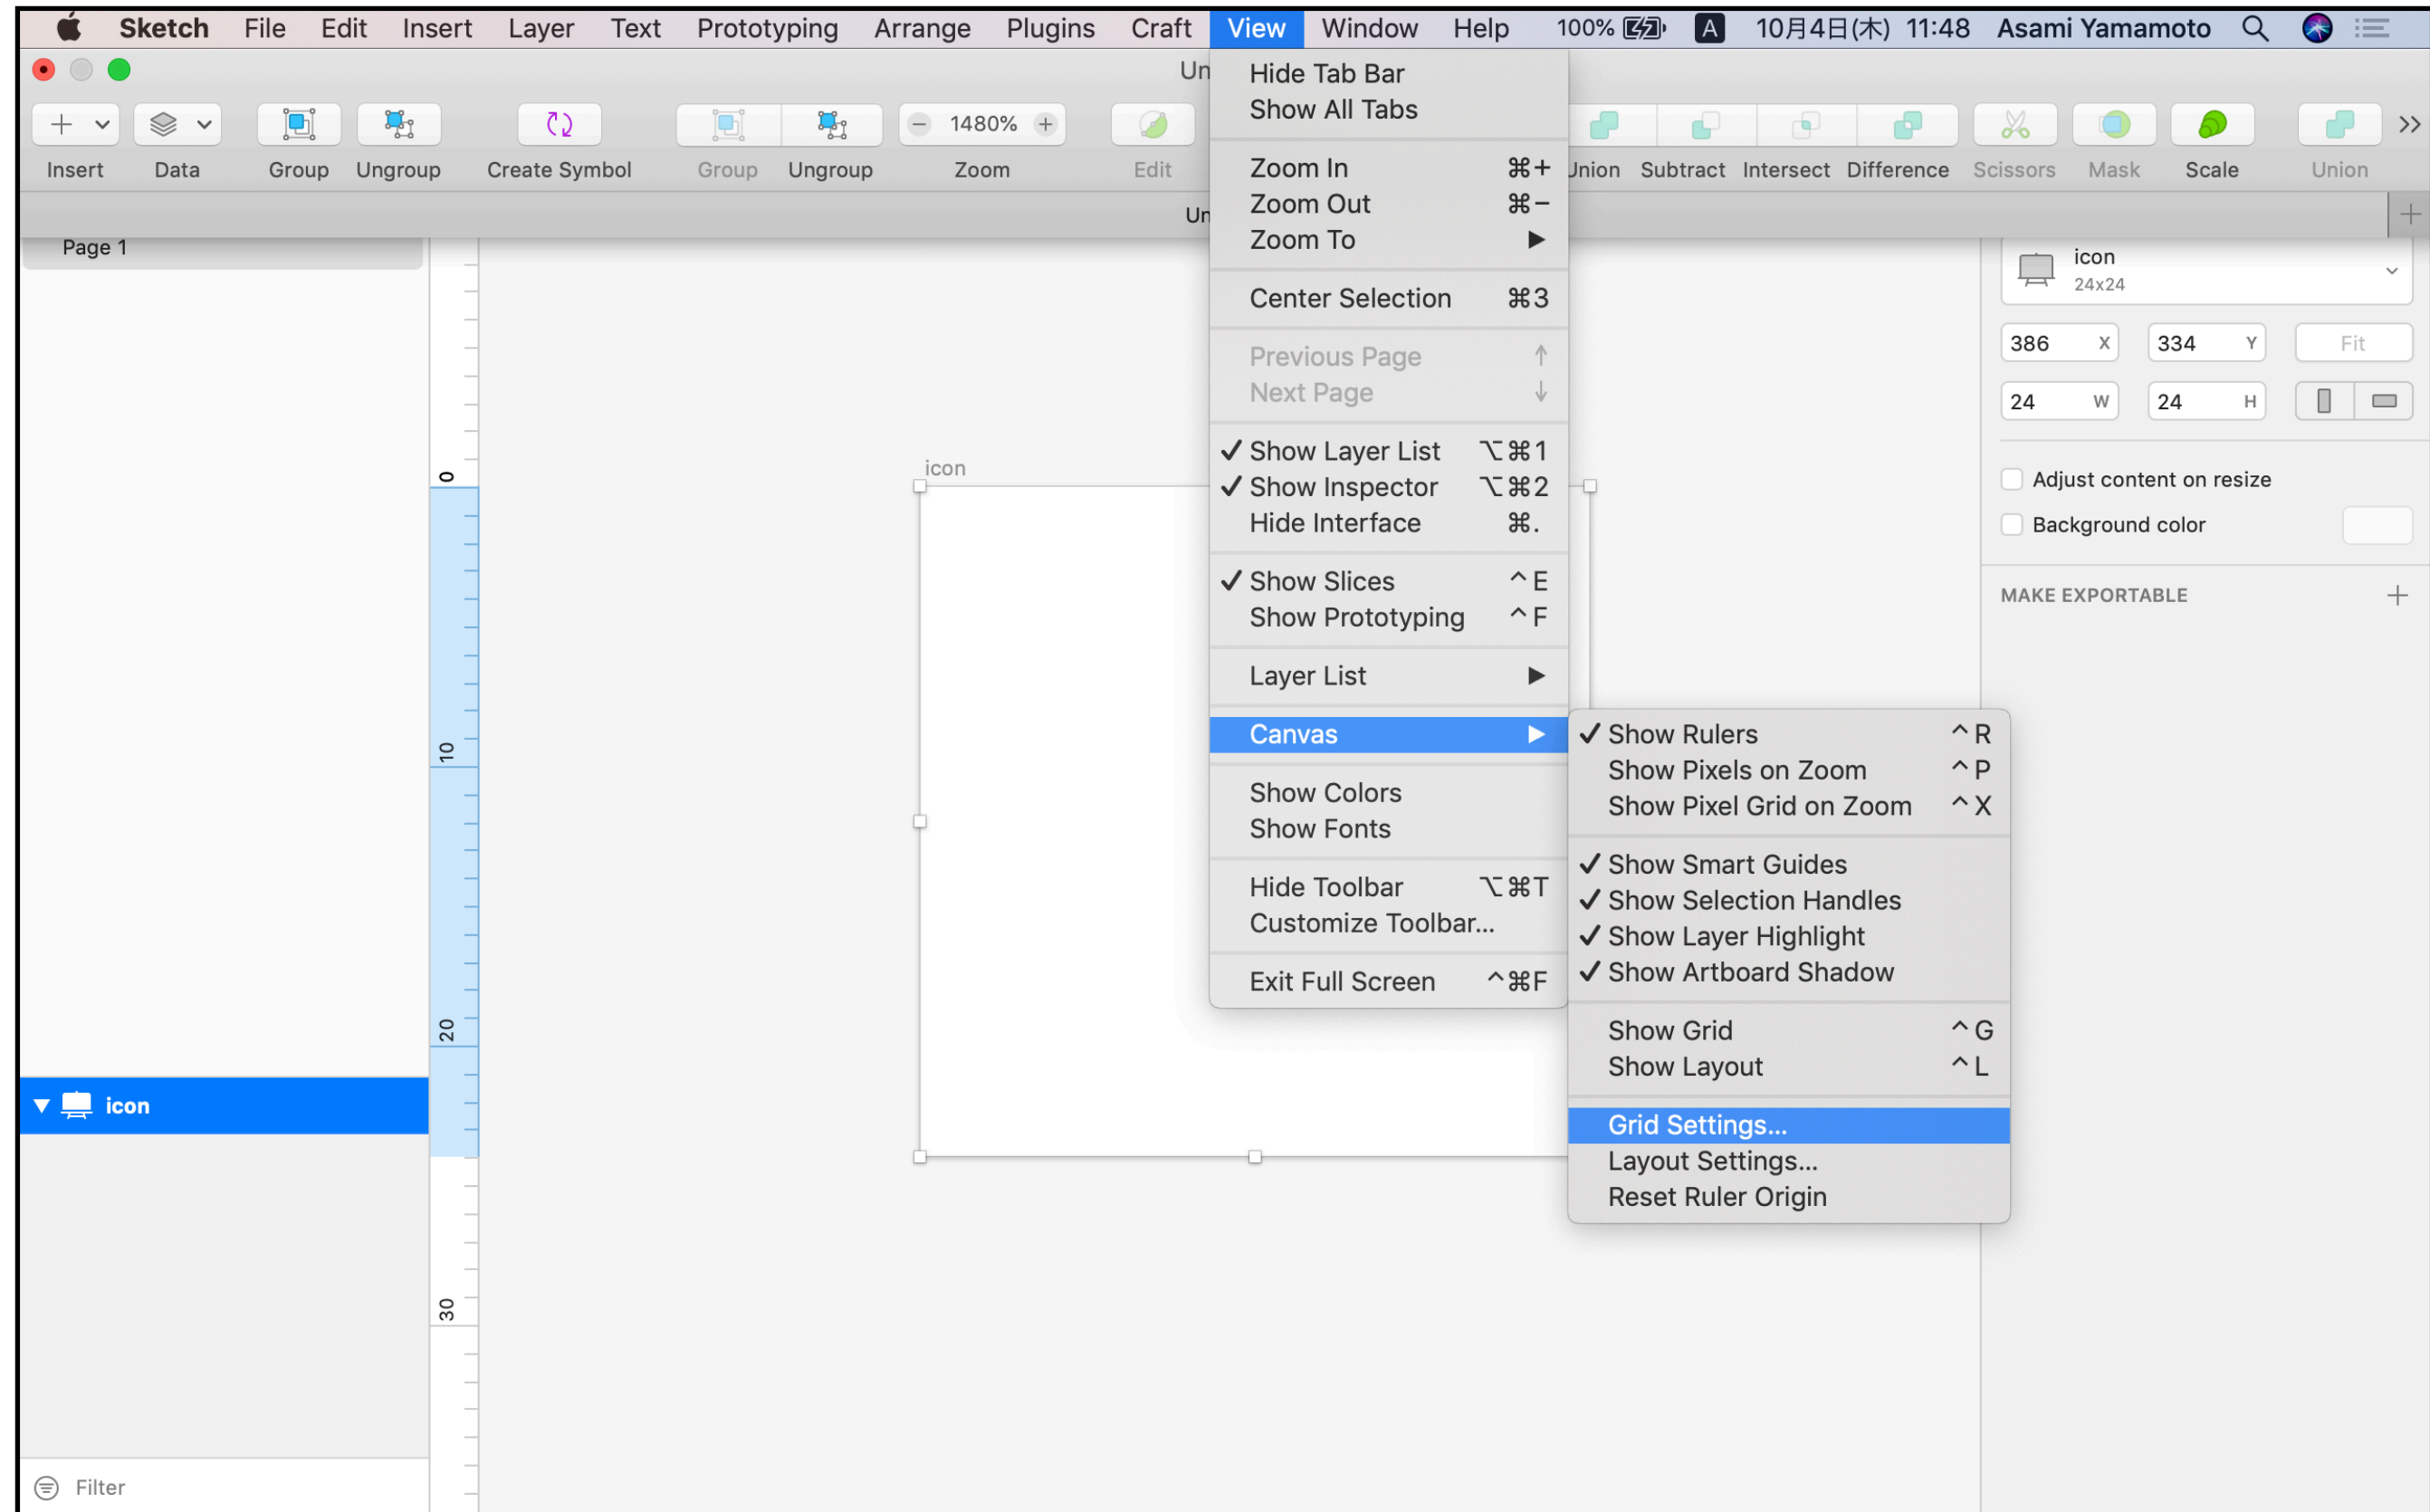 Sketch File Edit Insert Layer Text Prototyping Arrange Plugins Craft View Window Help 100% A 10月4日(木) 11:48 Asami Yamamoto
Un
1480%
Insert Data Group Ungroup Create Symbol Group Ungroup Zoom Edit Union Subtract Intersect Difference Scissors Mask Scale Union
Un
Page 1
icon
Filter
0
10
20
30
icon
Hide Tab Bar
Show All Tabs
Zoom In ⌘+
Zoom Out ⌘−
Zoom To ▶
Center Selection ⌘3
Previous Page ↑
Next Page ↓
✓ Show Layer List ⌥⌘1
✓ Show Inspector ⌥⌘2
Hide Interface ⌘.
✓ Show Slices ^E
Show Prototyping ^F
Layer List ▶
Canvas ▶
Show Colors
Show Fonts
Hide Toolbar ⌥⌘T
Customize Toolbar...
Exit Full Screen ^⌘F
✓ Show Rulers ^R
Show Pixels on Zoom ^P
Show Pixel Grid on Zoom ^X
✓ Show Smart Guides
✓ Show Selection Handles
✓ Show Layer Highlight
✓ Show Artboard Shadow
Show Grid ^G
Show Layout ^L
Grid Settings...
Layout Settings...
Reset Ruler Origin
icon
24x24
386 X 334 Y Fit
24 W 24 H
Adjust content on resize
Background color
MAKE EXPORTABLE